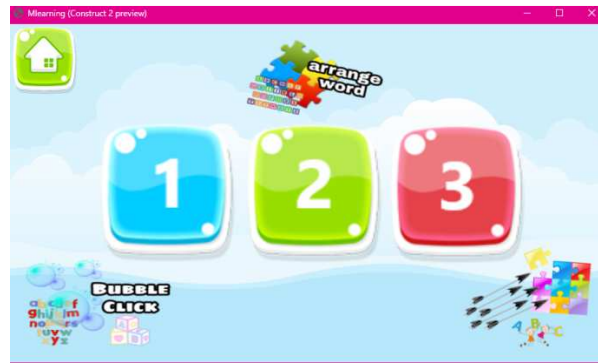 Mlearning (Construct 2 preview)
arrange
word
1
2
3
BUBBLE
CLICK
A B C